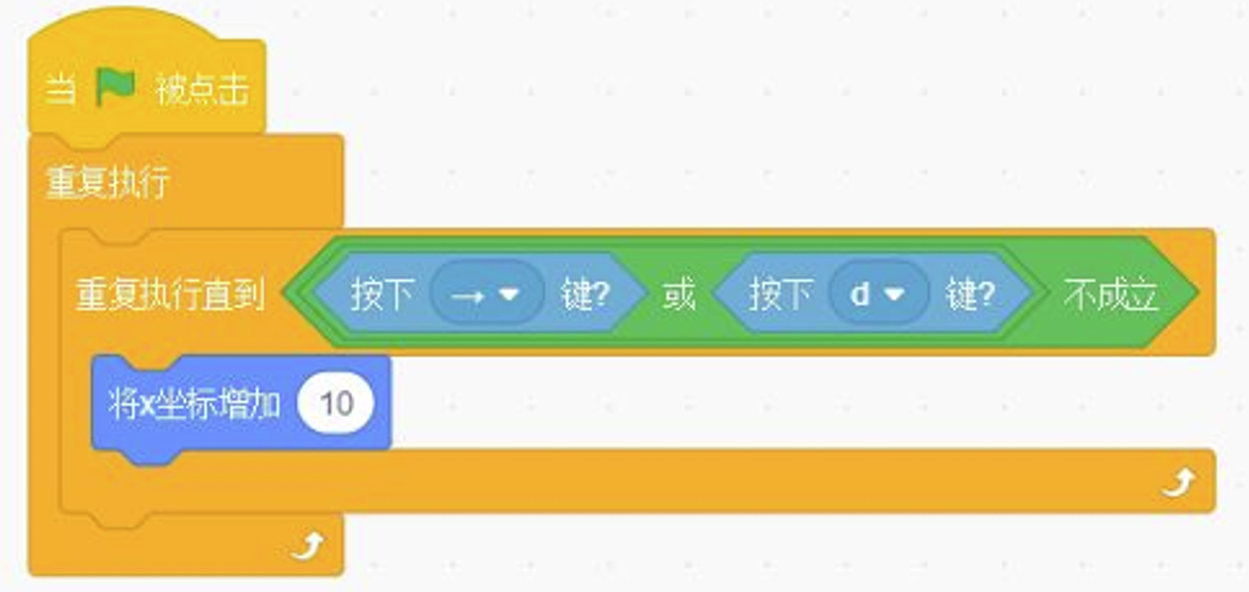 当 被点击
重复执行
重复执行直到 按下 → 键? 或 按下 d 键? 不成立
将x坐标增加 10